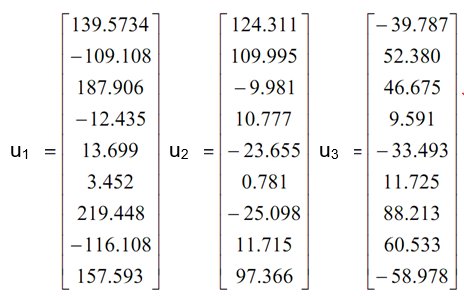 139.5734 124.311 -39.787
-109.108 109.995 52.380
187.906 -9.981 46.675
-12.435 10.777 9.591
u1 = 13.699 u2 = -23.655 u3 = -33.493
3.452 0.781 11.725
219.448 -25.098 88.213
-116.108 11.715 60.533
157.593 97.366 -58.978